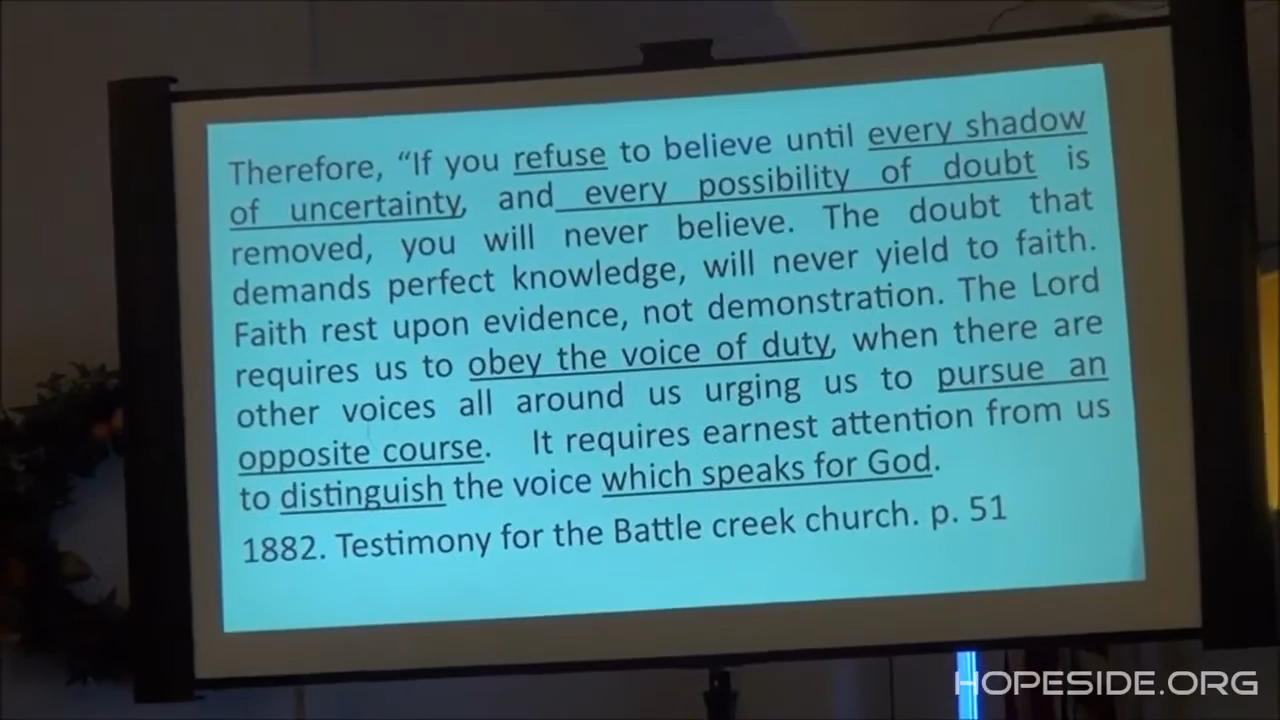 Therefore, “If you refuse to believe until every shadow
of uncertainty, and every possibility of doubt is
removed, you will never believe. The doubt that
demands perfect knowledge, will never yield to faith.
Faith rest upon evidence, not demonstration. The Lord
requires us to obey the voice of duty, when there are
other voices all around us urging us to pursue an
opposite course. It requires earnest attention from us
to distinguish the voice which speaks for God.
1882. Testimony for the Battle creek church. p. 51
HOPESIDE.ORG